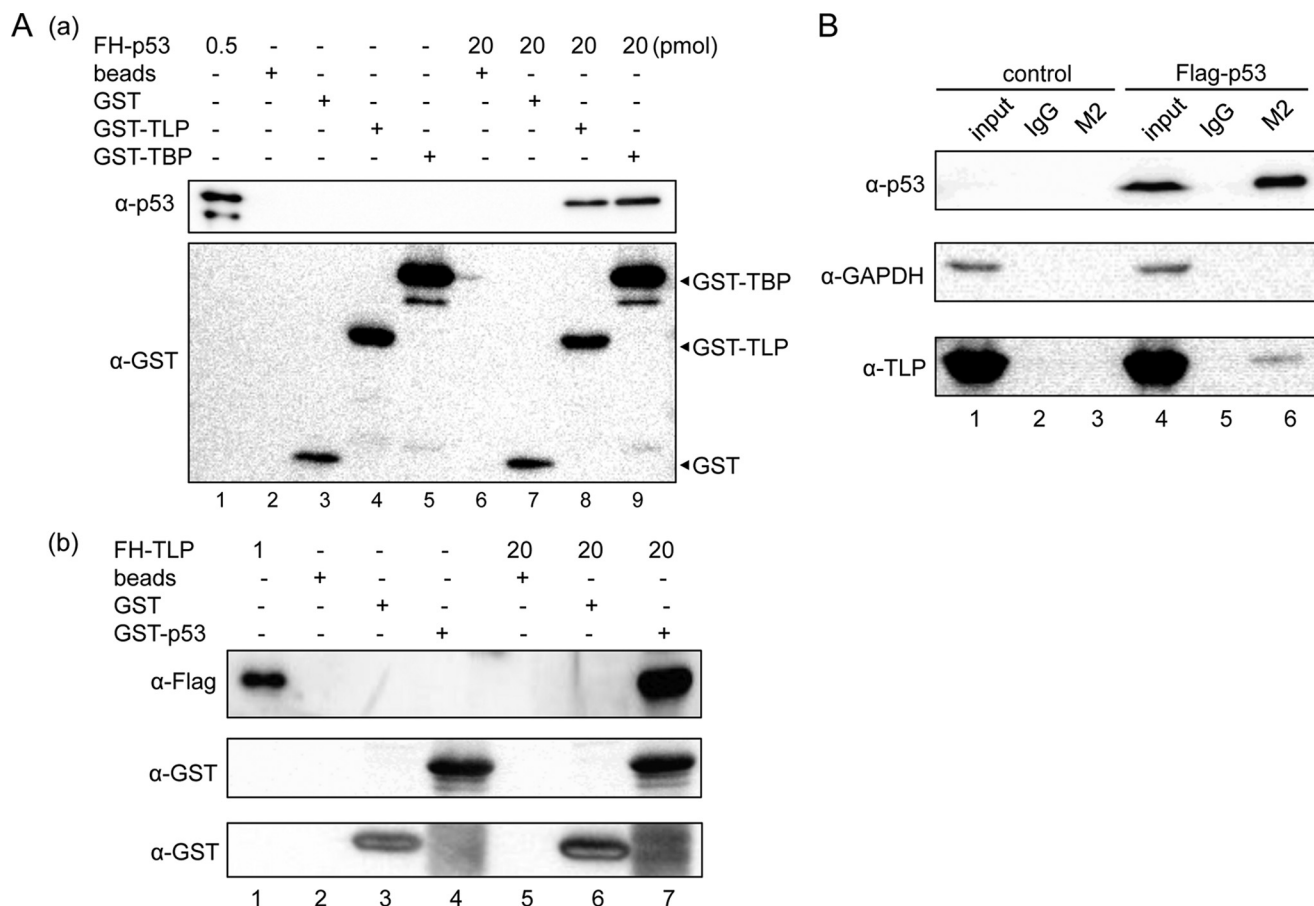 A (a)
FH-p53 0.5 - - - - 20 20 20 20 (pmol)
beads - + - - - + - - -
GST - - + - - - + - -
GST-TLP - - - + - - - + -
GST-TBP - - - - + - - - +
α-p53
α-GST
◄GST-TBP
◄GST-TLP
◄GST
1 2 3 4 5 6 7 8 9
(b)
FH-TLP 1 - - - 20 20 20
beads - + - - + - -
GST - - + - - + -
GST-p53 - - - + - - +
α-Flag
α-GST
α-GST
1 2 3 4 5 6 7
B
control Flag-p53
input IgG M2 input IgG M2
α-p53
α-GAPDH
α-TLP
1 2 3 4 5 6